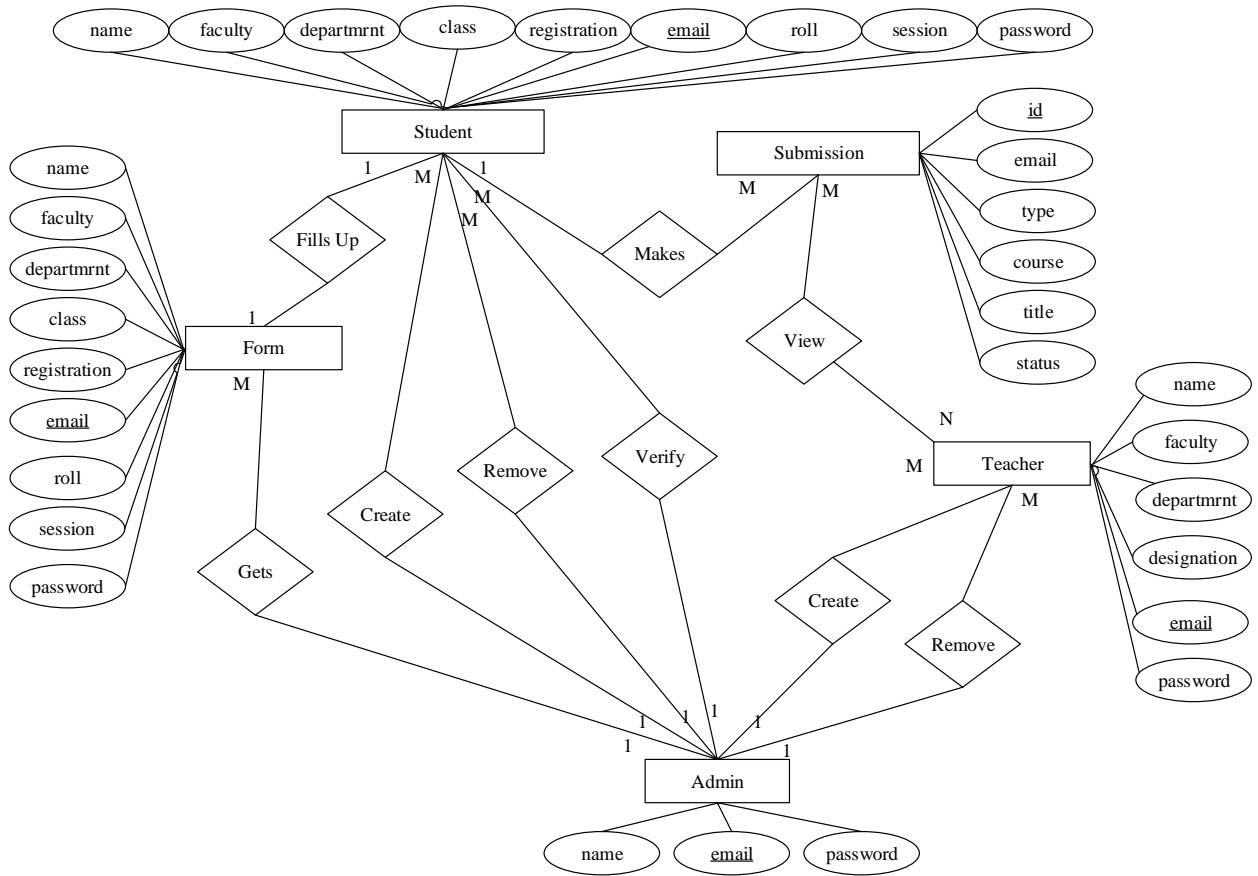 name
faculty
departmrnt
class
registration
email
roll
session
password
Student
1
M
M
M
1
Submission
M
M
id
email
type
course
title
status
name
faculty
departmrnt
class
registration
email
roll
session
password
Fills Up
Makes
1
Form
M
View
N
M
Teacher
M
name
faculty
departmrnt
designation
email
password
Gets
Create
Remove
Verify
Create
Remove
1
1
1
1
1
1
Admin
name
email
password